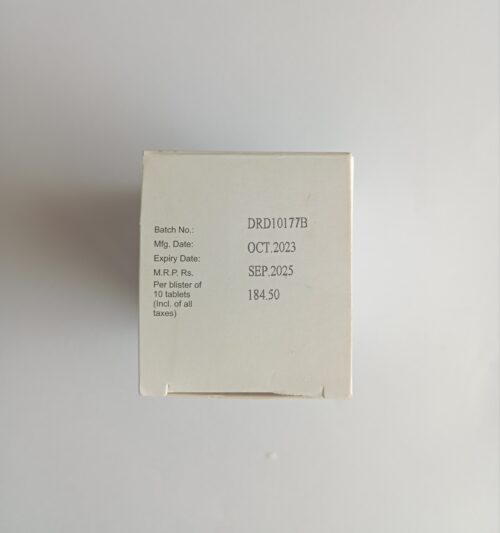 Batch No.: DRD10177B
Mfg. Date: OCT.2023
Expiry Date: SEP.2025
M.R.P. Rs. 184.50
Per blister of
10 tablets
(Incl. of all
taxes)